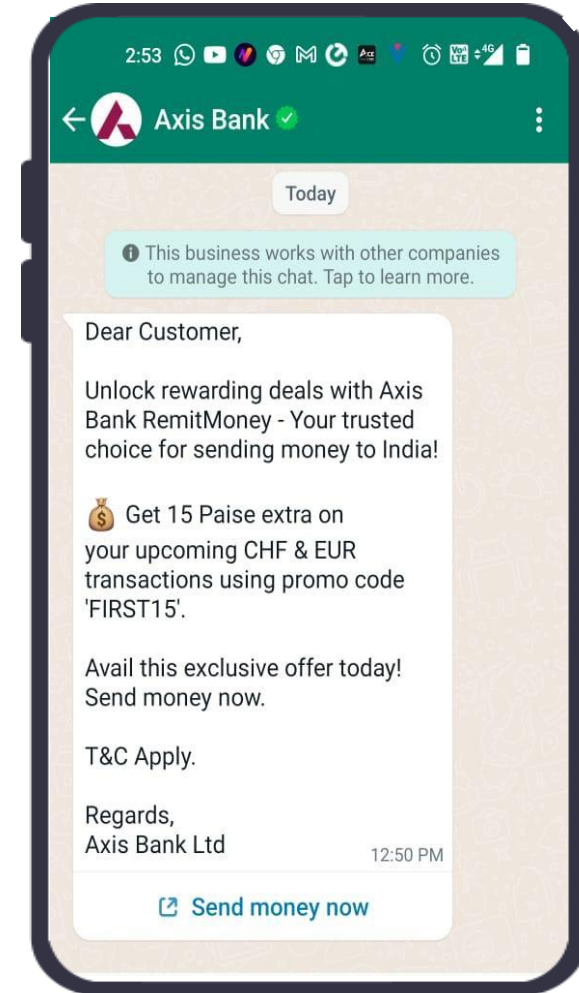 2:53
4G
VoD LTE
Axis Bank
Today
This business works with other companies
to manage this chat. Tap to learn more.
Dear Customer,
Unlock rewarding deals with Axis
Bank RemitMoney - Your trusted
choice for sending money to India!
💰 Get 15 Paise extra on
your upcoming CHF & EUR
transactions using promo code
'FIRST15'.
Avail this exclusive offer today!
Send money now.
T&C Apply.
Regards,
Axis Bank Ltd
12:50 PM
Send money now